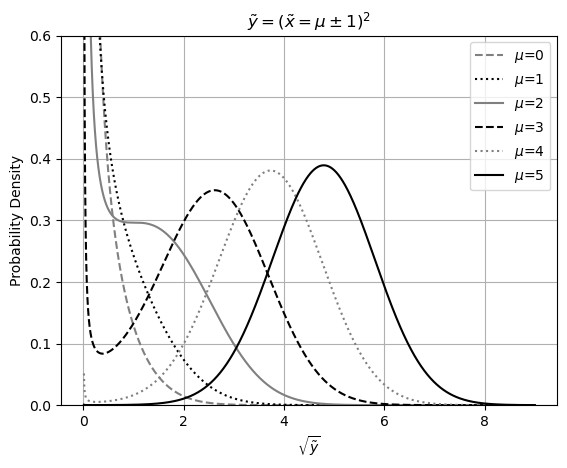 ỹ = (x̃ = μ ± 1)²
0.6
0.5
0.4
0.3
0.2
0.1
0.0
Probability Density
μ=0
μ=1
μ=2
μ=3
μ=4
μ=5
0 2 4 6 8
√ỹ